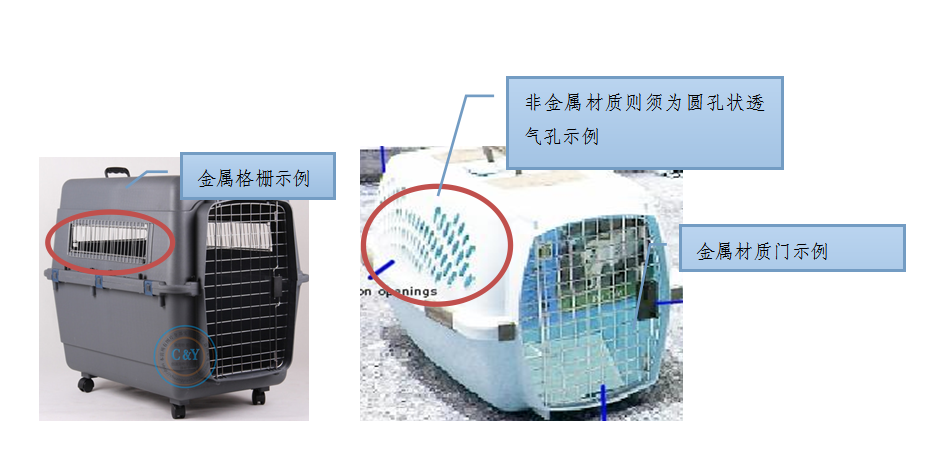 非金属材质则须为圆孔状透
气孔示例
金属格栅示例
金属材质门示例
on openings
C&Y